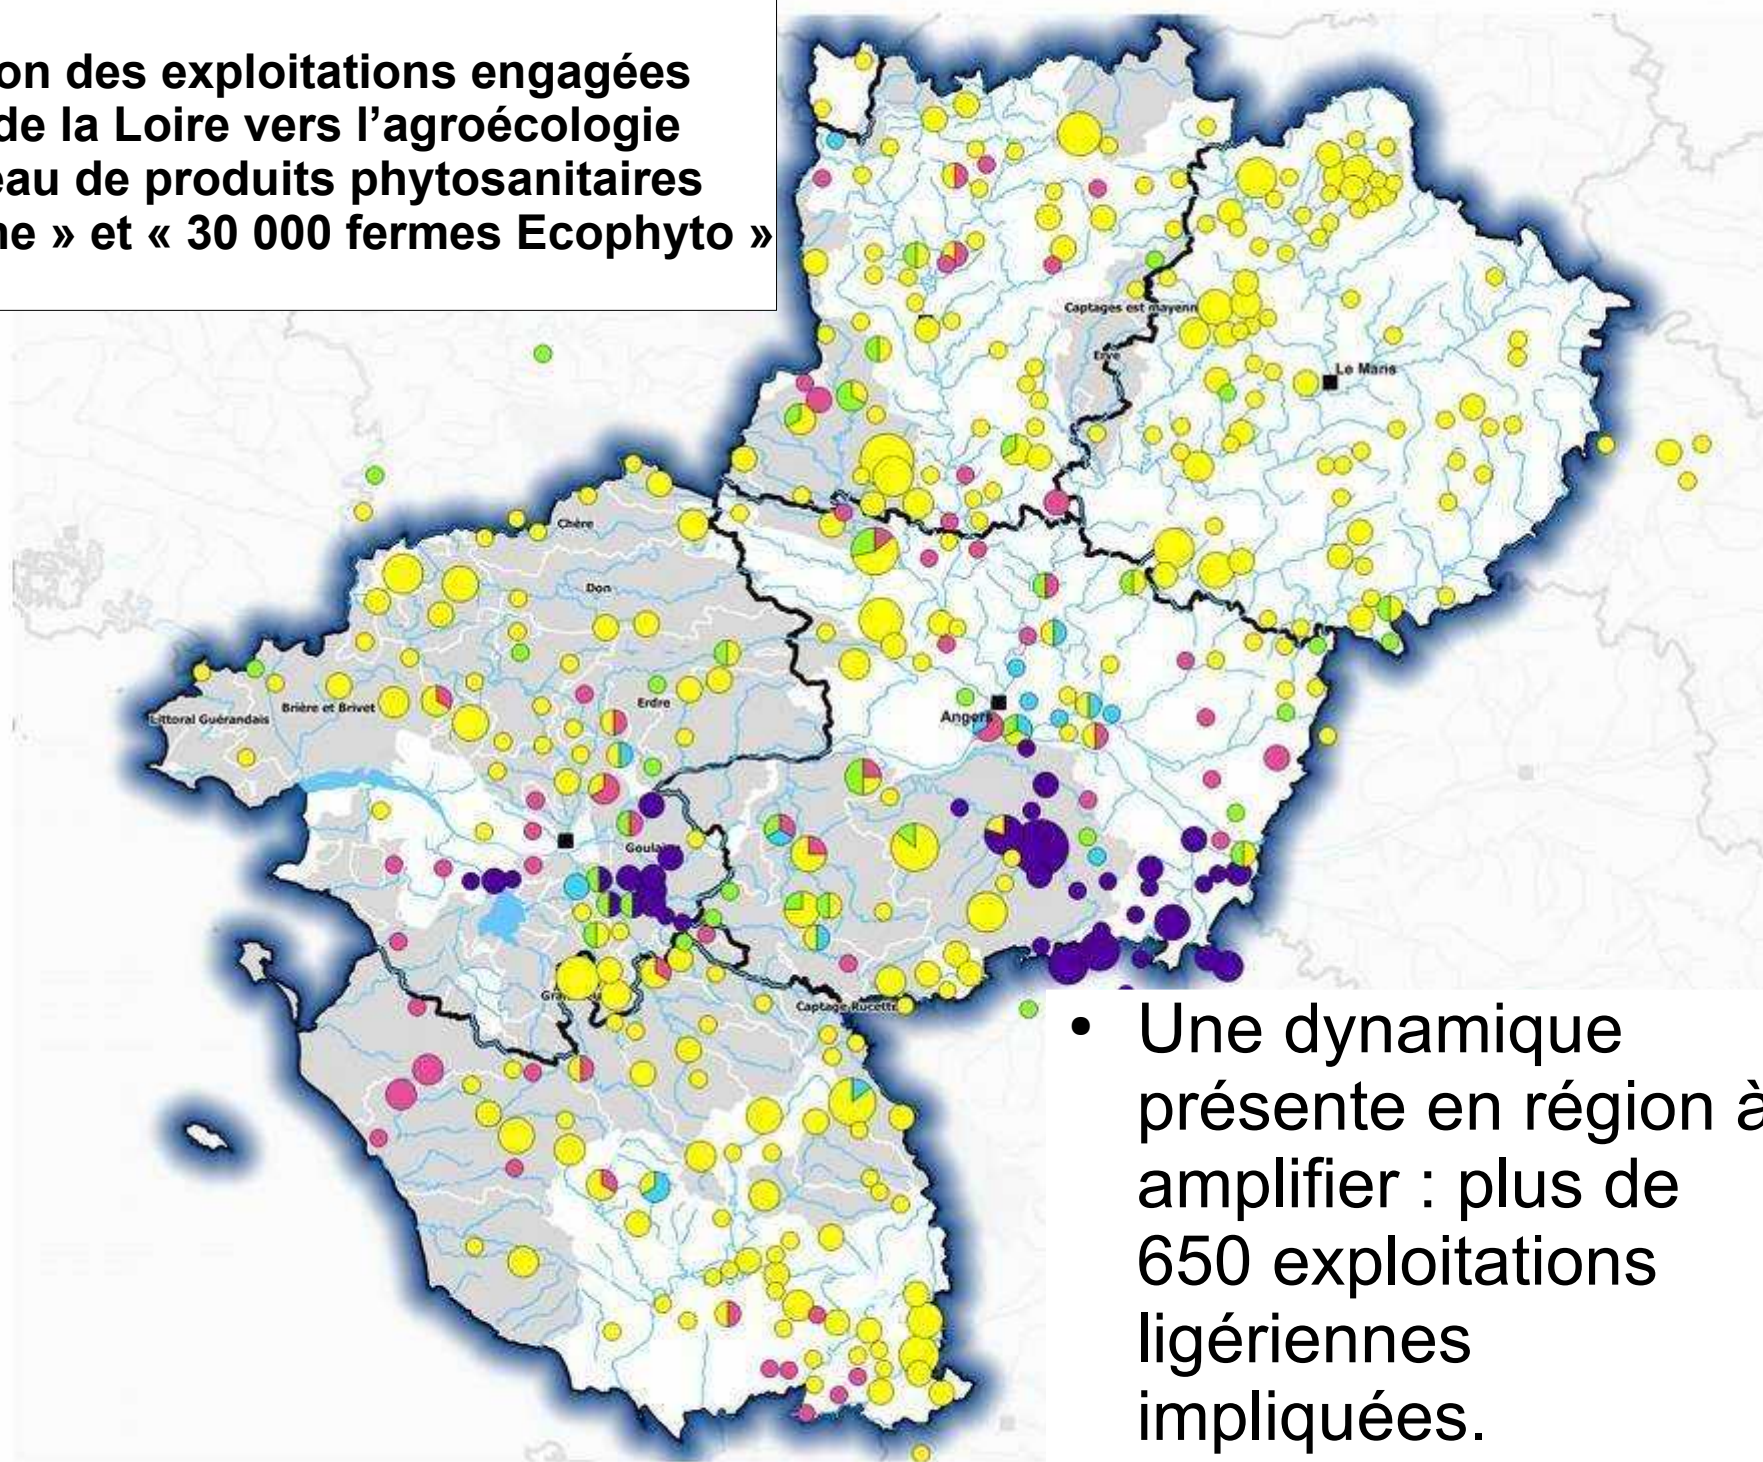 on des exploitations engagées
de la Loire vers l’agroécologie
eau de produits phytosanitaires
ne » et « 30 000 fermes Ecophyto »
Captages est mayenn
Erve
Le Mans
Chère
Don
Erdre
Brière et Brivet
Littoral Guérandais
Angers
Goulai
Captage Rucette
• Une dynamique
présente en région à
amplifier : plus de
650 exploitations
ligériennes
impliquées.